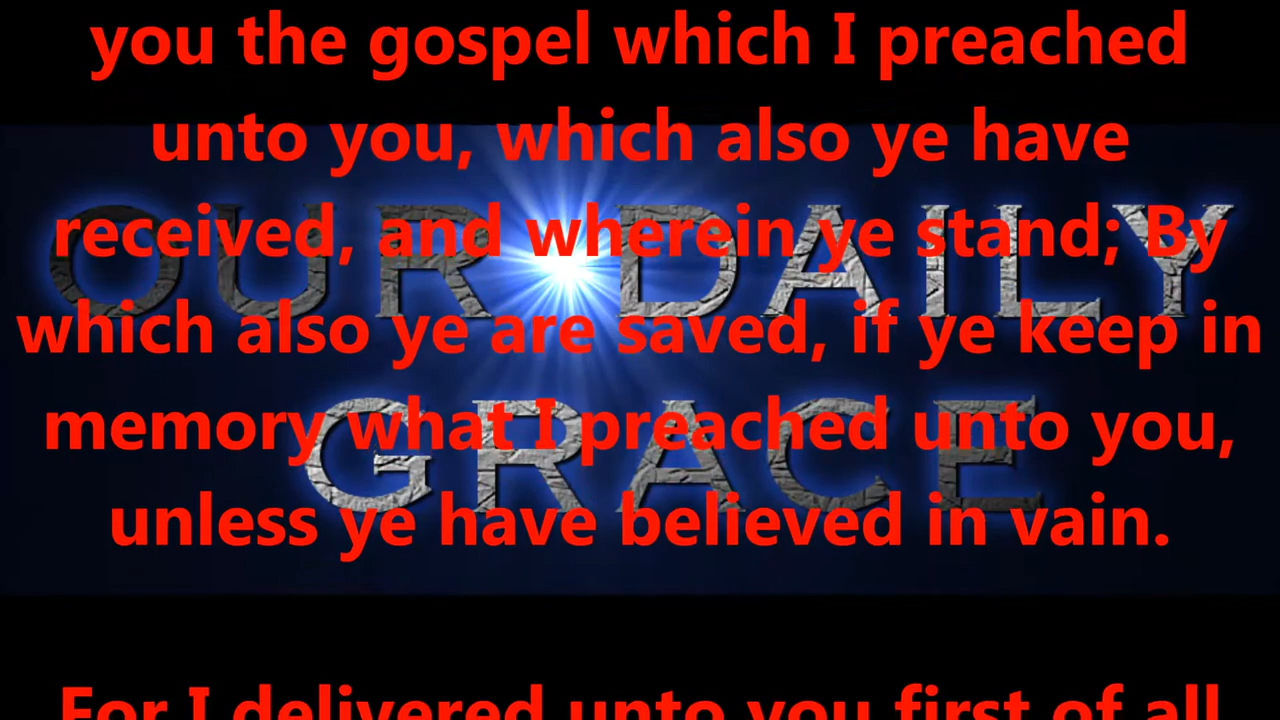 you the gospel which I preached
unto you, which also ye have
received, and wherein ye stand; By
which also ye are saved, if ye keep in
memory what I preached unto you,
unless ye have believed in vain.
For I delivered unto you first of all
OUR DAILY
GRACE